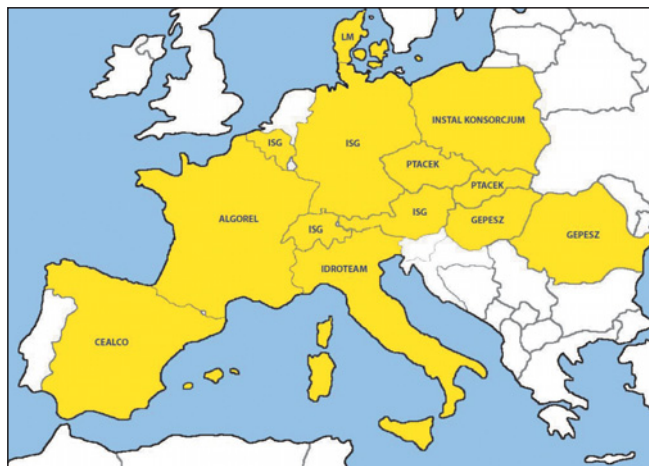 LM
ISG
ISG
INSTAL KONSORCJUM
PTACEK
PTACEK
ALGOREL
ISG
ISG
GEPESZ
GEPESZ
IDROTEAM
CEALCO